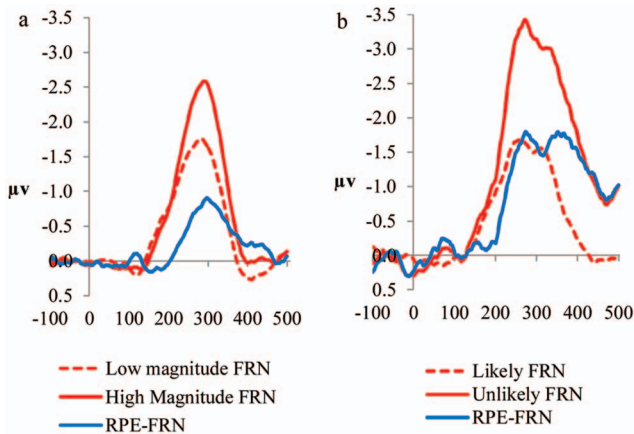 a
-3.5
-3.0
-2.5
-2.0
-1.5
-1.0
-0.5
0.0
0.5
μv
-100 0 100 200 300 400 500
Low magnitude FRN
High Magnitude FRN
RPE-FRN
b
-3.5
-3.0
-2.5
-2.0
-1.5
-1.0
-0.5
0.0
0.5
μv
-100 0 100 200 300 400 500
Likely FRN
Unlikely FRN
RPE-FRN